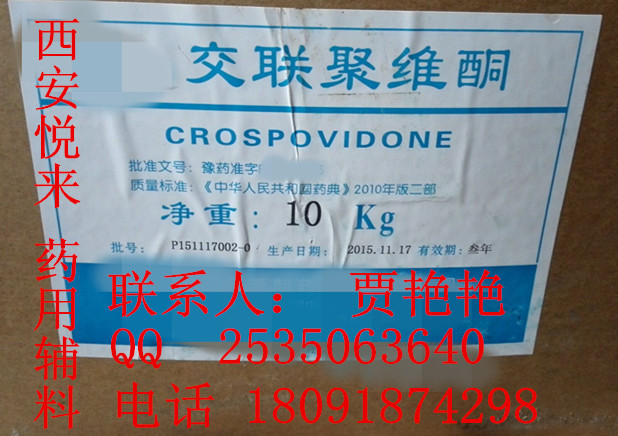 西安悦来 药用辅料
交联聚维酮
CROSPOVIDONE
批准文号：豫药准字
质量标准：《中华人民共和国药典》2010年版二部
净重：10 Kg
批号：P151117002-0 生产日期：2015.11.17 有效期：叁年
联系人： 贾艳艳
QQ 2535063640
电话 18091874298